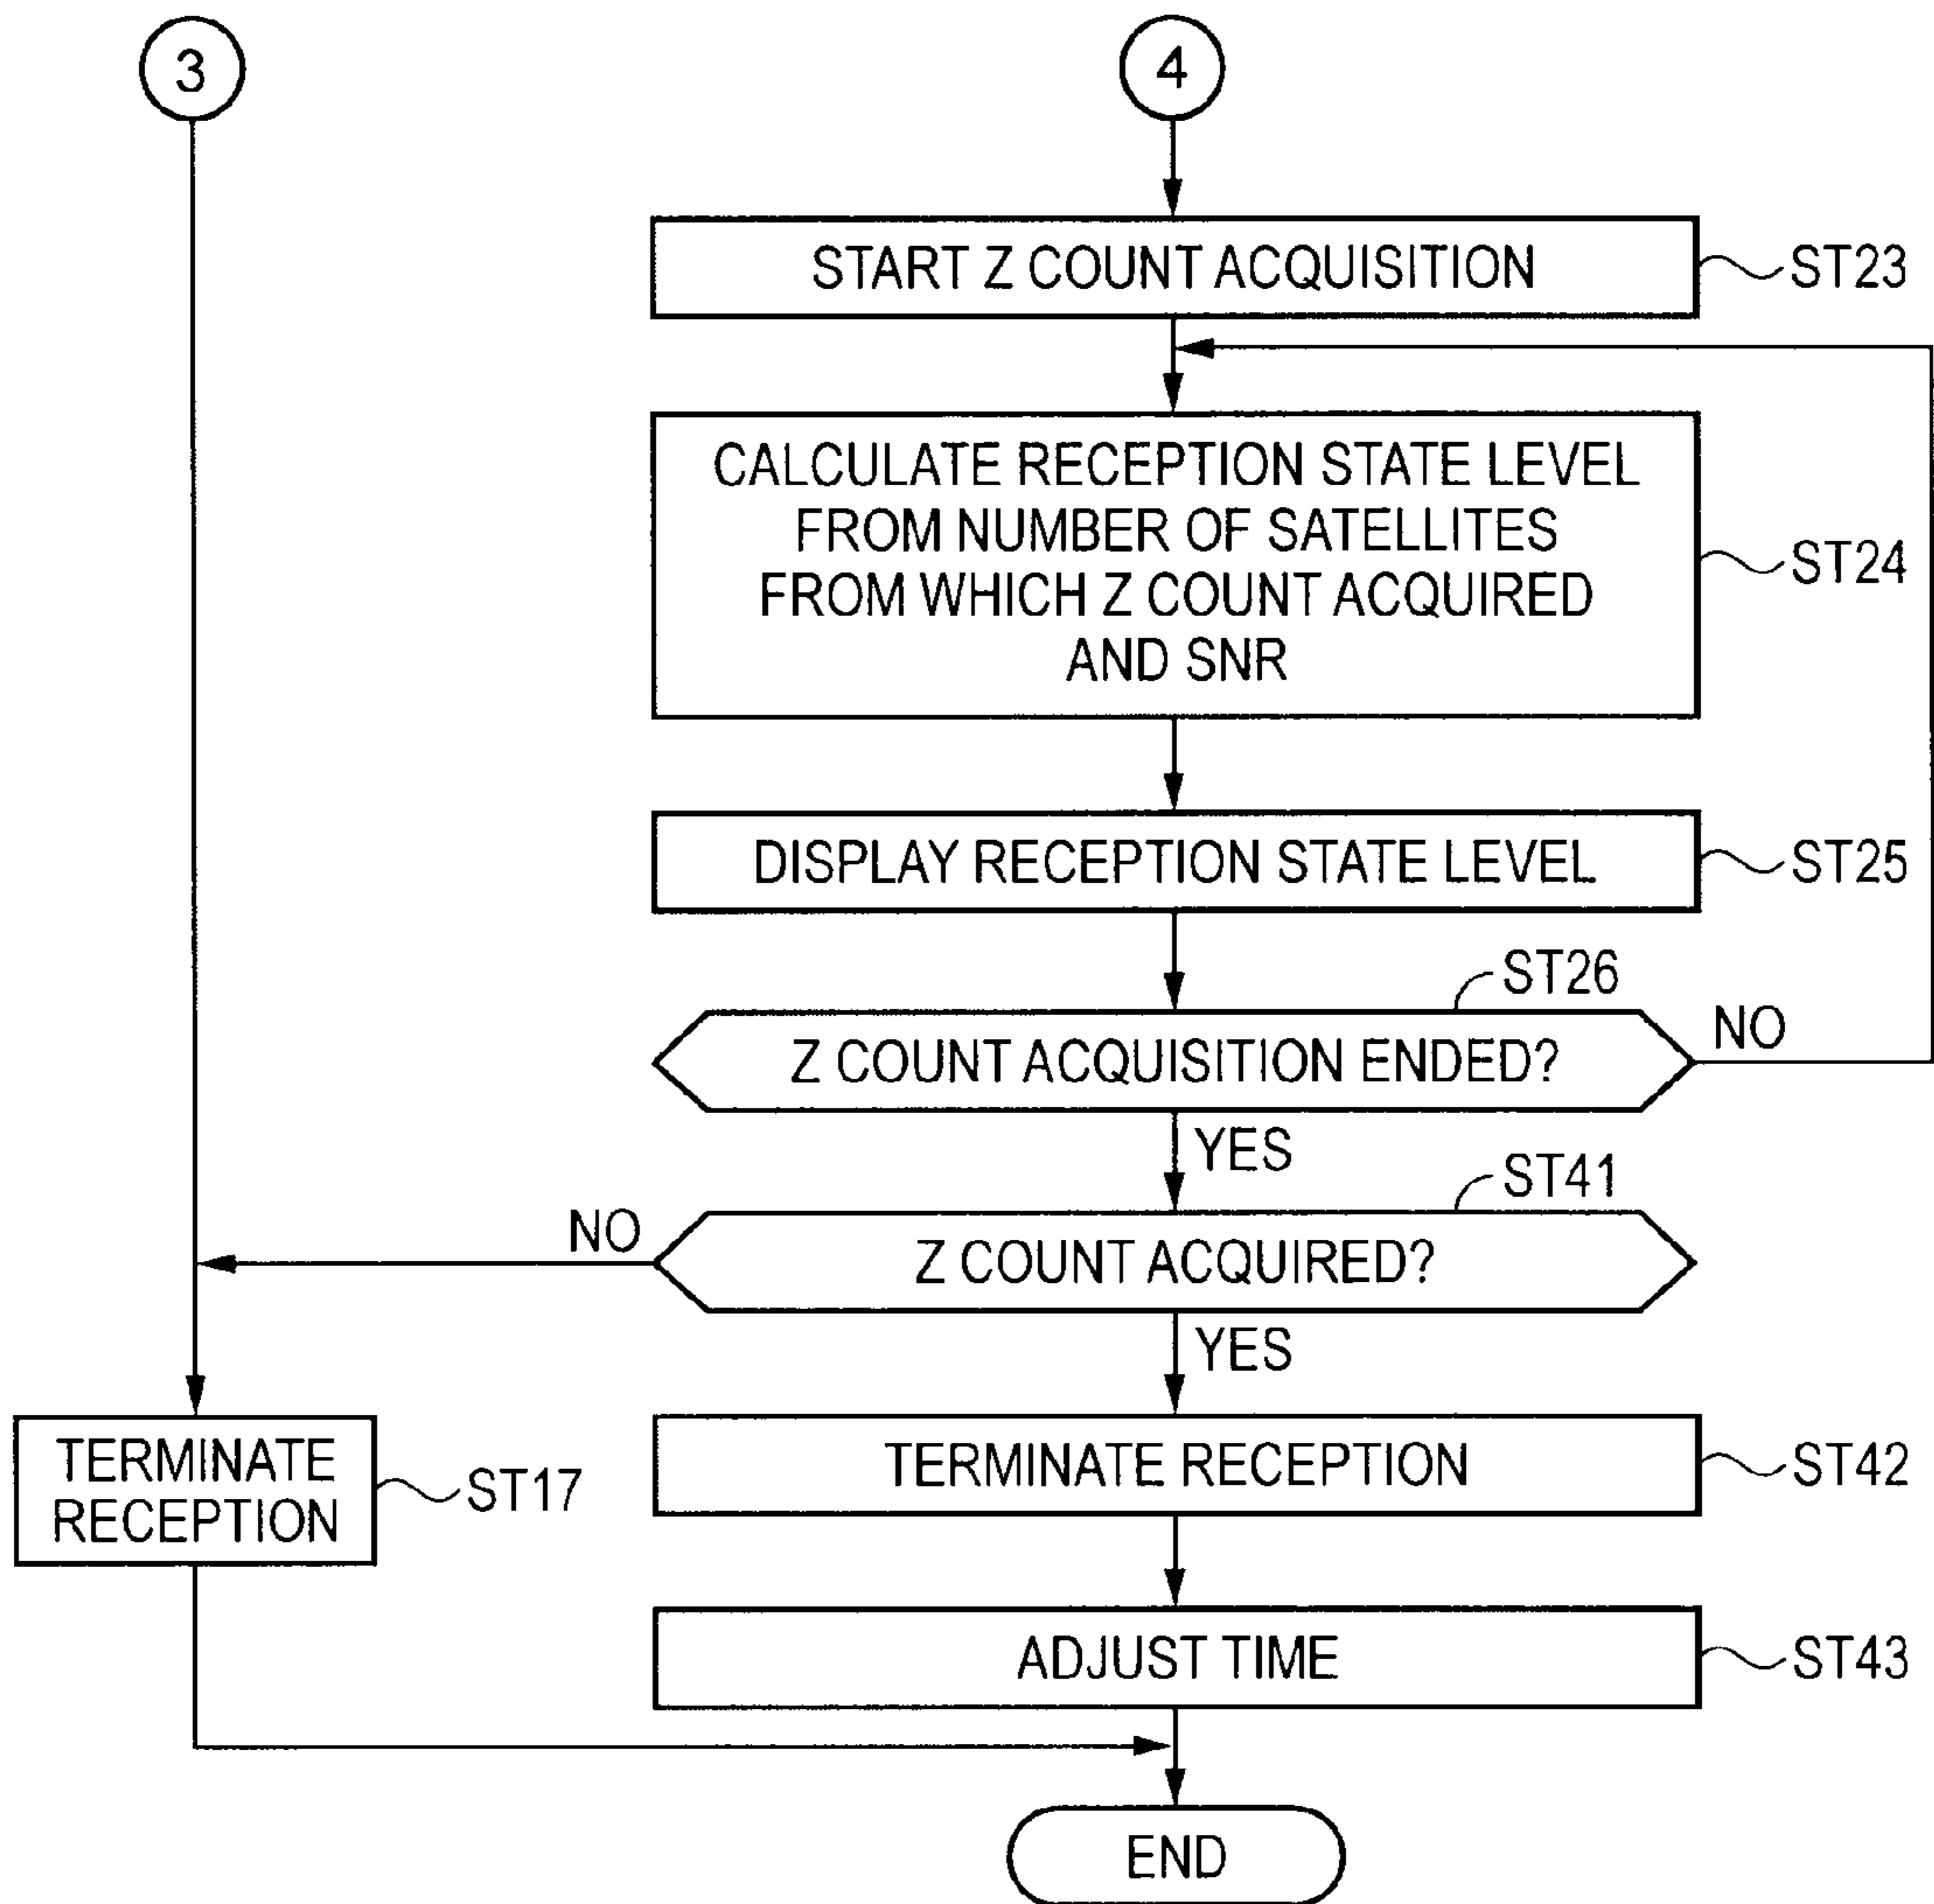 3
4
START Z COUNT ACQUISITION
ST23
CALCULATE RECEPTION STATE LEVEL
FROM NUMBER OF SATELLITES
FROM WHICH Z COUNT ACQUIRED
AND SNR
ST24
DISPLAY RECEPTION STATE LEVEL
ST25
ST26
Z COUNT ACQUISITION ENDED?
NO
YES
ST41
NO
Z COUNT ACQUIRED?
YES
TERMINATE
RECEPTION
ST17
TERMINATE RECEPTION
ST42
ADJUST TIME
ST43
END